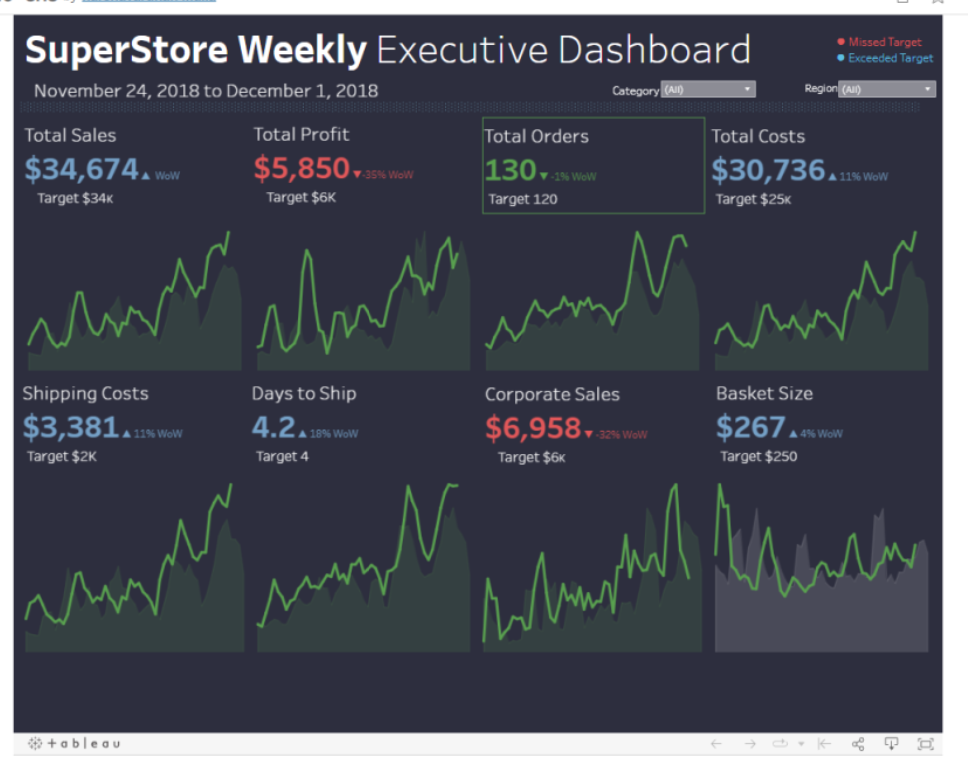 SuperStore Weekly Executive Dashboard
Missed Target
Exceeded Target
November 24, 2018 to December 1, 2018
Category (All)
Region (All)
Total Sales
$34,674▲ WoW
Target $34K
Total Profit
$5,850▼-35% WoW
Target $6K
Total Orders
130▼-1% WoW
Target 120
Total Costs
$30,736▲11% WoW
Target $25K
Shipping Costs
$3,381▲11% WoW
Target $2K
Days to Ship
4.2▲18% WoW
Target 4
Corporate Sales
$6,958▼-32% WoW
Target $6K
Basket Size
$267▲4% WoW
Target $250
+ableau